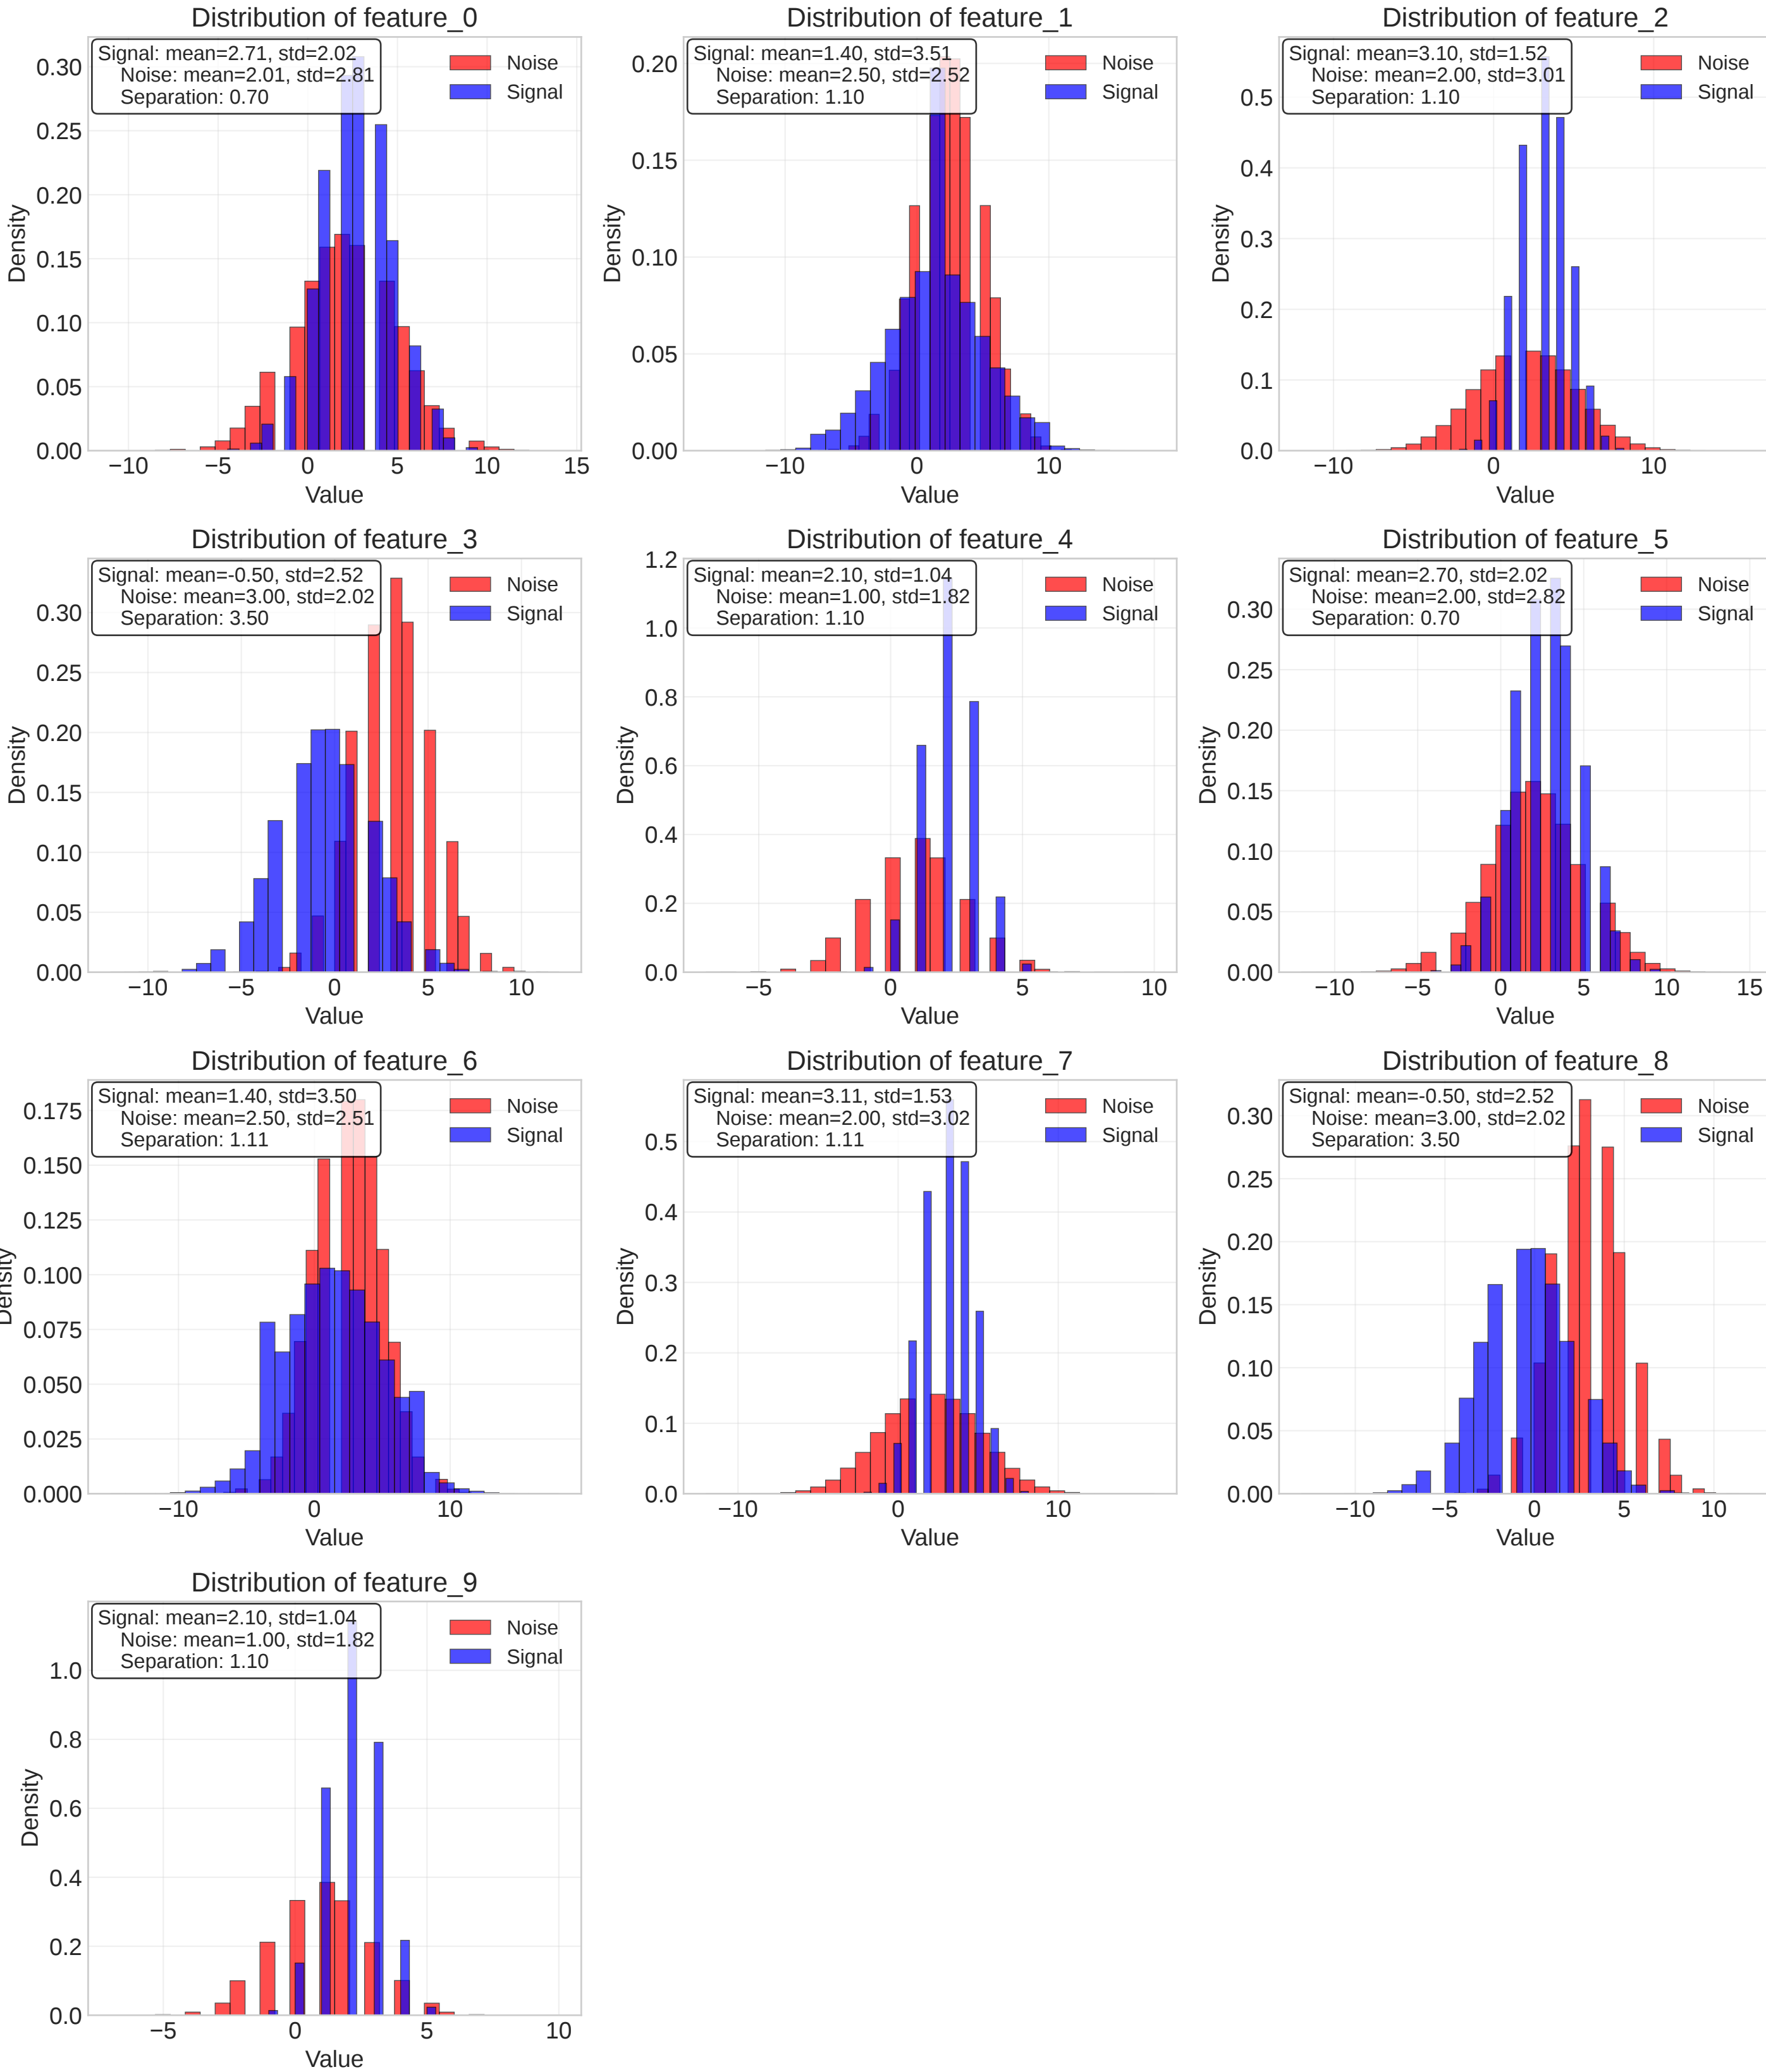 Distribution of feature_0
Signal: mean=2.71, std=2.02
Noise: mean=2.01, std=2.81
Separation: 0.70
Noise
Signal
0.30
0.25
0.20
0.15
0.10
0.05
0.00
Density
−10 −5 0 5 10 15
Value
Distribution of feature_1
Signal: mean=1.40, std=3.51
Noise: mean=2.50, std=2.52
Separation: 1.10
Noise
Signal
0.20
0.15
0.10
0.05
0.00
Density
−10 0 10
Value
Distribution of feature_2
Signal: mean=3.10, std=1.52
Noise: mean=2.00, std=3.01
Separation: 1.10
Noise
Signal
0.5
0.4
0.3
0.2
0.1
0.0
Density
−10 0 10
Value
Distribution of feature_3
Signal: mean=-0.50, std=2.52
Noise: mean=3.00, std=2.02
Separation: 3.50
Noise
Signal
0.30
0.25
0.20
0.15
0.10
0.05
0.00
Density
−10 −5 0 5 10
Value
Distribution of feature_4
Signal: mean=2.10, std=1.04
Noise: mean=1.00, std=1.82
Separation: 1.10
Noise
Signal
1.2
1.0
0.8
0.6
0.4
0.2
0.0
Density
−5 0 5 10
Value
Distribution of feature_5
Signal: mean=2.70, std=2.02
Noise: mean=2.00, std=2.82
Separation: 0.70
Noise
Signal
0.30
0.25
0.20
0.15
0.10
0.05
0.00
Density
−10 −5 0 5 10 15
Value
Distribution of feature_6
Signal: mean=1.40, std=3.50
Noise: mean=2.50, std=2.51
Separation: 1.11
Noise
Signal
0.175
0.150
0.125
0.100
0.075
0.050
0.025
0.000
Density
−10 0 10
Value
Distribution of feature_7
Signal: mean=3.11, std=1.53
Noise: mean=2.00, std=3.02
Separation: 1.11
Noise
Signal
0.5
0.4
0.3
0.2
0.1
0.0
Density
−10 0 10
Value
Distribution of feature_8
Signal: mean=-0.50, std=2.52
Noise: mean=3.00, std=2.02
Separation: 3.50
Noise
Signal
0.30
0.25
0.20
0.15
0.10
0.05
0.00
Density
−10 −5 0 5 10
Value
Distribution of feature_9
Signal: mean=2.10, std=1.04
Noise: mean=1.00, std=1.82
Separation: 1.10
Noise
Signal
1.0
0.8
0.6
0.4
0.2
0.0
Density
−5 0 5 10
Value